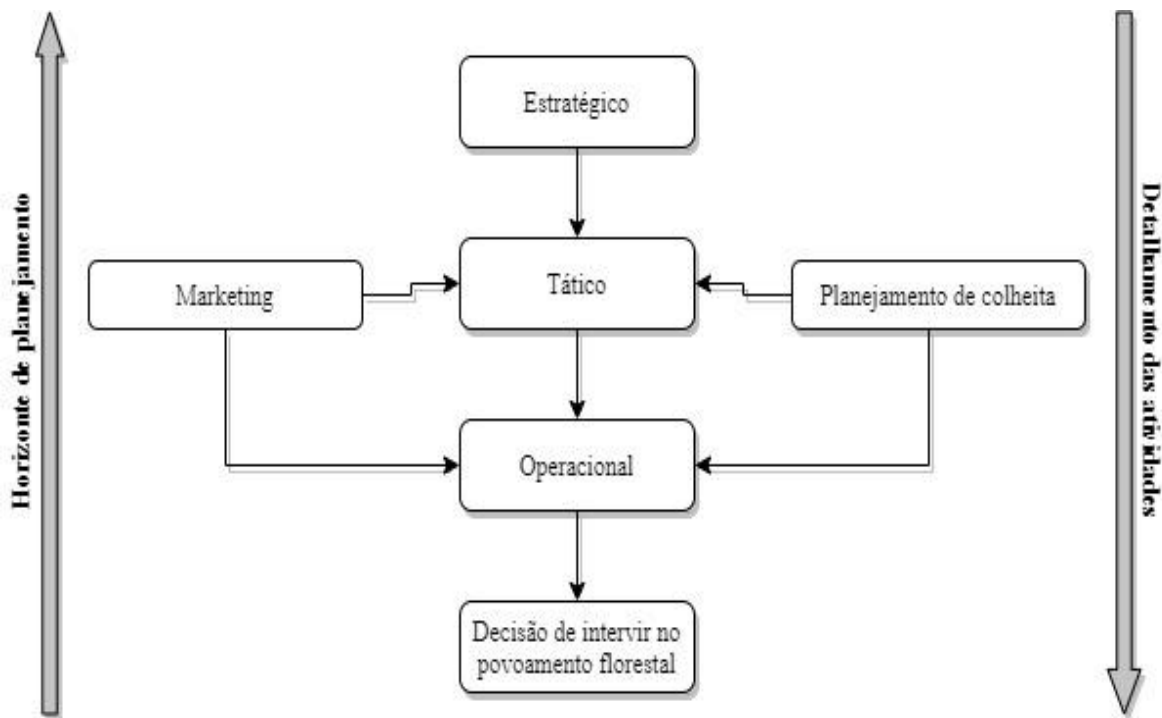 Estratégico
Horizonte de planejamento
Marketing
Tático
Planejamento de colheita
Detalhamento das atividades
Operacional
Decisão de intervir no
povoamento florestal